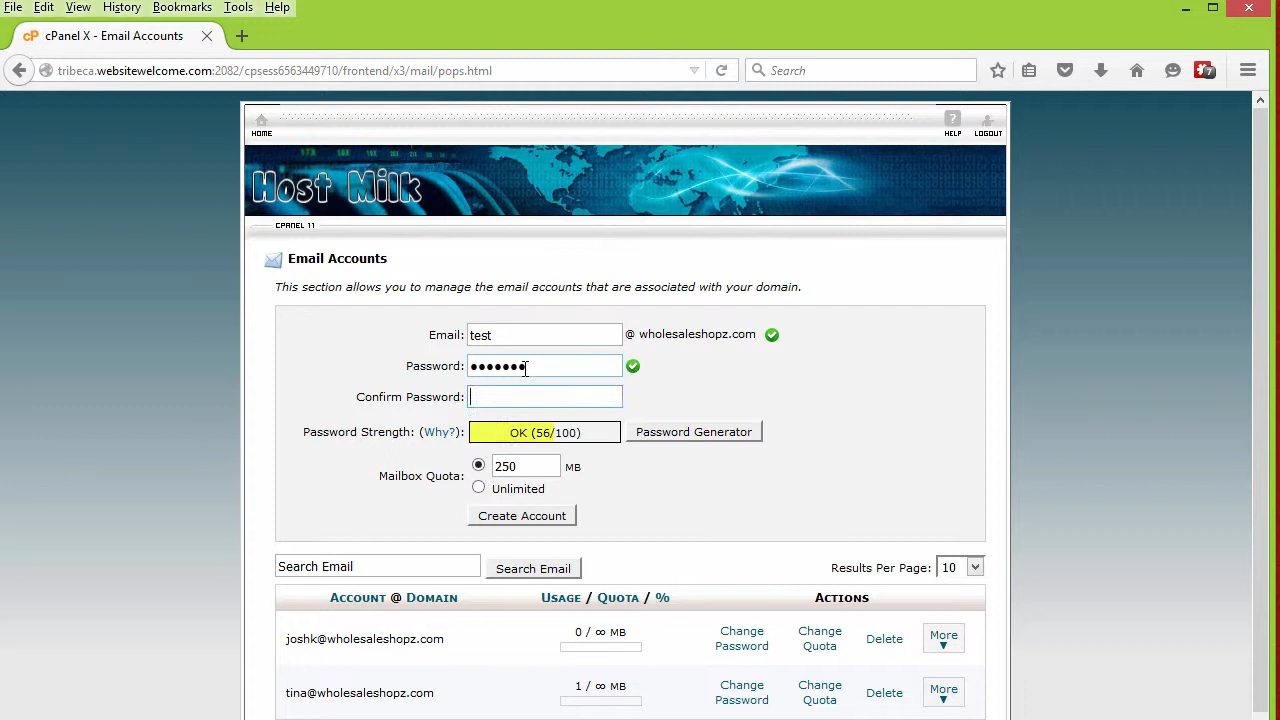 File Edit View History Bookmarks Tools Help
cP cPanel X - Email Accounts
tribeca.websitewelcome.com:2082/cpsess6563449710/frontend/x3/mail/pops.html
Search
7
HOME
HELP
LOGOUT
Host Milk
CPANEL 11
Email Accounts
This section allows you to manage the email accounts that are associated with your domain.
Email: test @ wholesaleshopz.com
Password: •••••••
Confirm Password:
Password Strength: (Why?): OK (56/100) Password Generator
Mailbox Quota: 250 MB
Unlimited
Create Account
Search Email Search Email Results Per Page: 10
ACCOUNT @ DOMAIN USAGE / QUOTA / % ACTIONS
joshk@wholesaleshopz.com 0 / ∞ MB Change Password Change Quota Delete More ▼
tina@wholesaleshopz.com 1 / ∞ MB Change Password Change Quota Delete More ▼